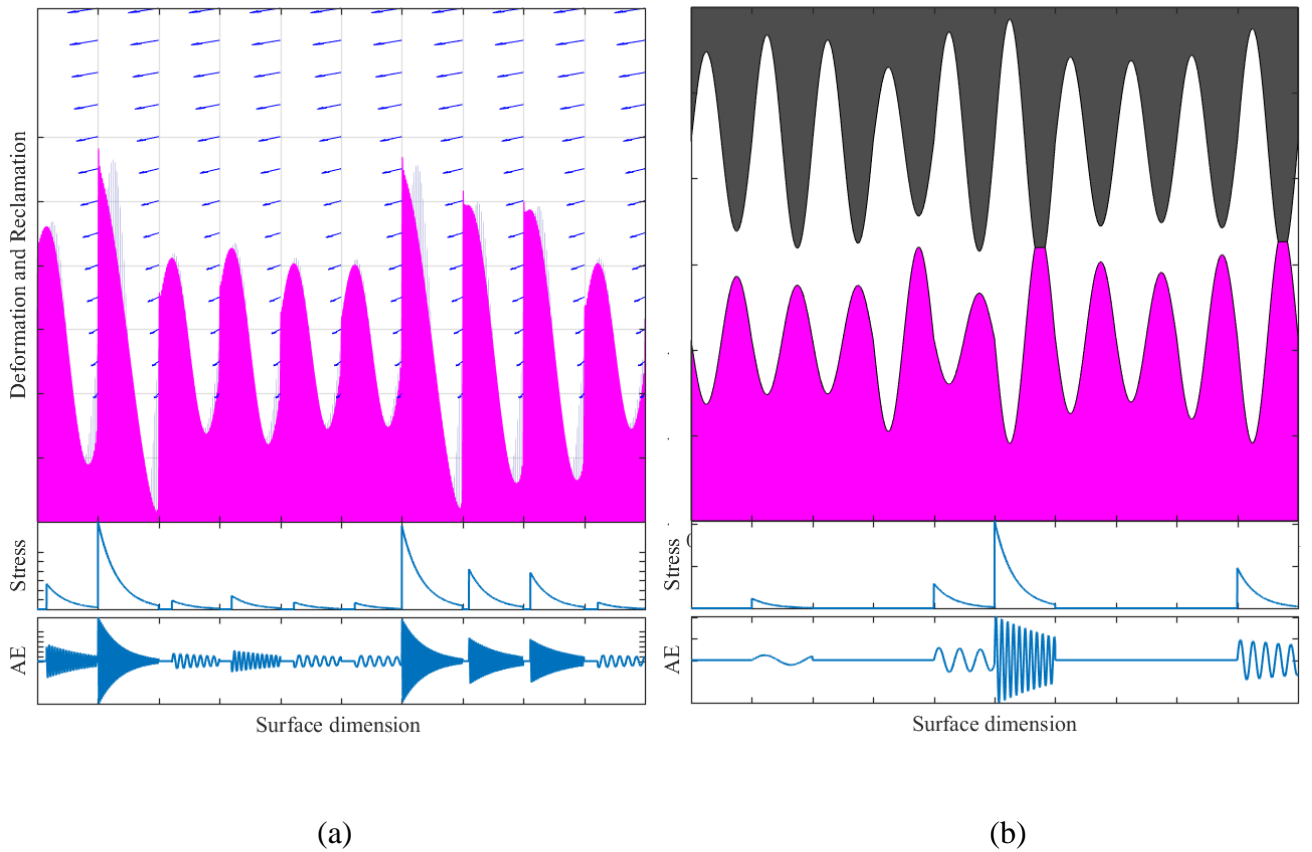 Deformation and Reclamation
Stress
AE
Surface dimension
Stress
AE
Surface dimension
(a)
(b)